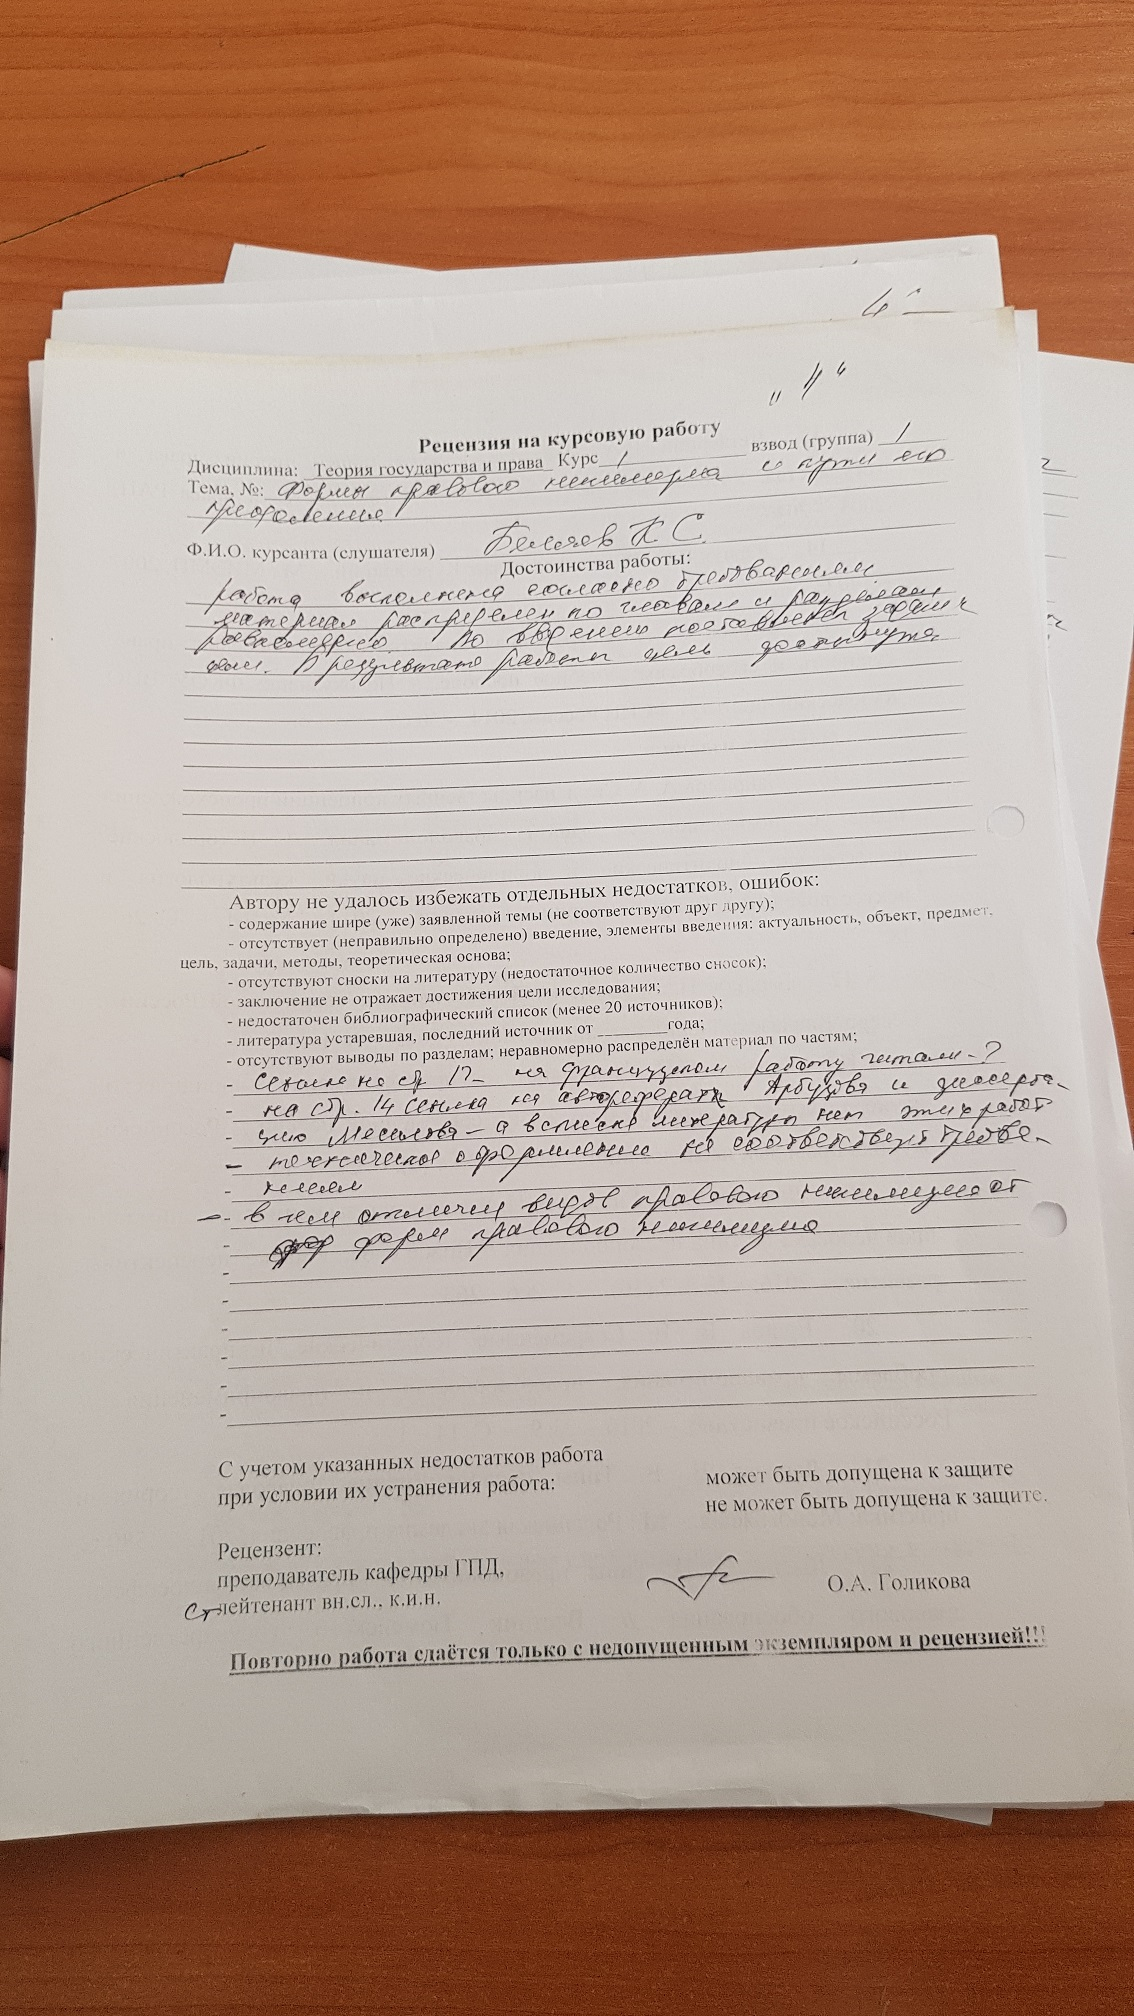 „4“
Рецензия на курсовую работу
Дисциплина: Теория государства и права Курс 1 взвод (группа) 1
Тема, №: Формы правового нигилизма и пути его
преодоления
Ф.И.О. курсанта (слушателя) Беляев К С
Достоинства работы:
работа выполнена согласно требованиям
материал распределен по главам и разделам
равномерно. Во введении поставлены задачи и
цели. В результате работы цель достигнута.
Автору не удалось избежать отдельных недостатков, ошибок:
- содержание шире (уже) заявленной темы (не соответствуют друг другу);
- отсутствует (неправильно определено) введение, элементы введения: актуальность, объект, предмет,
цель, задачи, методы, теоретическая основа;
- отсутствуют сноски на литературу (недостаточное количество сносок);
- заключение не отражает достижения цели исследования;
- недостаточен библиографический список (менее 20 источников);
- литература устаревшая, последний источник от ________ года;
- отсутствуют выводы по разделам; неравномерно распределён материал по частям;
- Ссылка на стр 12 на французском работу читали-?
- на стр. 14 ссылка на автореферат Арбузова и диссерта-
- цию – а в списке литературы нет этих работ
- техническое оформление не соответствует требова-
- ниям
- в чем отличия видов правового нигилизма от
- форм правового нигилизма
С учетом указанных недостатков работа
при условии их устранения работа:
может быть допущена к защите
не может быть допущена к защите.
Рецензент:
преподаватель кафедры ГПД,
ст лейтенант вн.сл., к.и.н.
О.А. Голикова
Повторно работа сдаётся только с недопущенным экземпляром и рецензией!!!